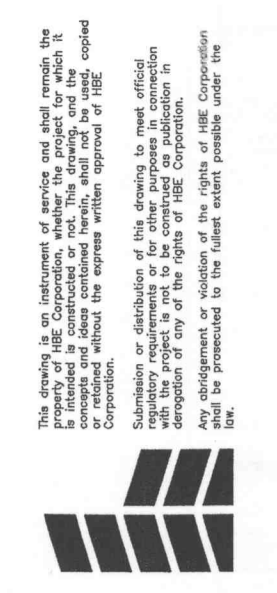 This drawing is an instrument of service and shall remain the
property of HBE Corporation, whether the project for which it
is intended is constructed or not. This drawing, and the
concepts and ideas contained herein, shall not be used, copied
or retained without the express written approval of HBE
Corporation.
Submission or distribution of this drawing to meet official
regulatory requirements or for other purposes in connection
with the project is not to be construed as publication in
derogation of any of the rights of HBE Corporation.
Any abridgement or violation of the rights of HBE Corporation
shall be prosecuted to the fullest extent possible under the
law.